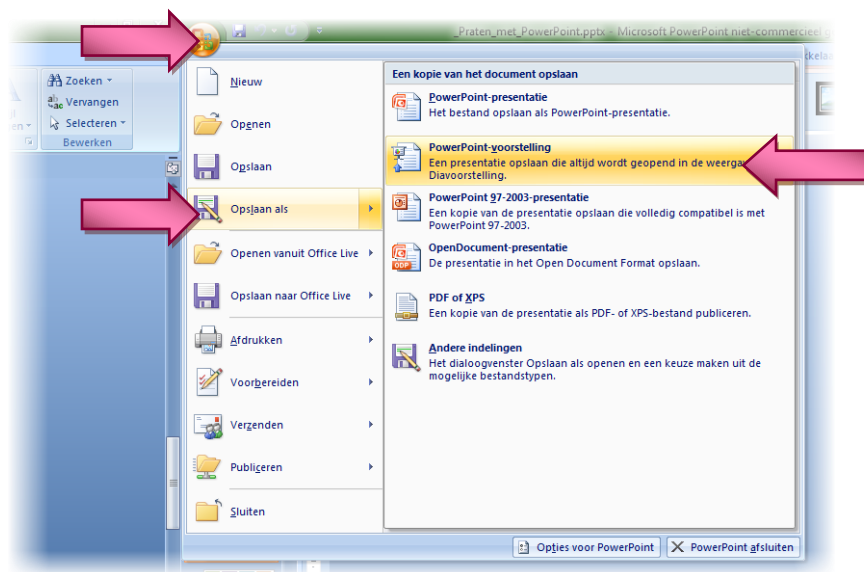 _Praten_met_PowerPoint.pptx - Microsoft PowerPoint niet-commercieel
Zoeken
Vervangen
Selecteren
Bewerken
Nieuw
Openen
Opslaan
Opslaan als
Openen vanuit Office Live
Opslaan naar Office Live
Afdrukken
Voorbereiden
Verzenden
Publiceren
Sluiten
Een kopie van het document opslaan
PowerPoint-presentatie
Het bestand opslaan als PowerPoint-presentatie.
PowerPoint-voorstelling
Een presentatie opslaan die altijd wordt geopend in de
Diavoorstelling.
PowerPoint 97-2003-presentatie
Een kopie van de presentatie opslaan die volledig compatibel is met
PowerPoint 97-2003.
OpenDocument-presentatie
De presentatie in het Open Document Format opslaan.
PDF of XPS
Een kopie van de presentatie als PDF- of XPS-bestand publiceren.
Andere indelingen
Het dialoogvenster Opslaan als openen en een keuze maken uit de
mogelijke bestandstypen.
Opties voor PowerPoint
PowerPoint afsluiten